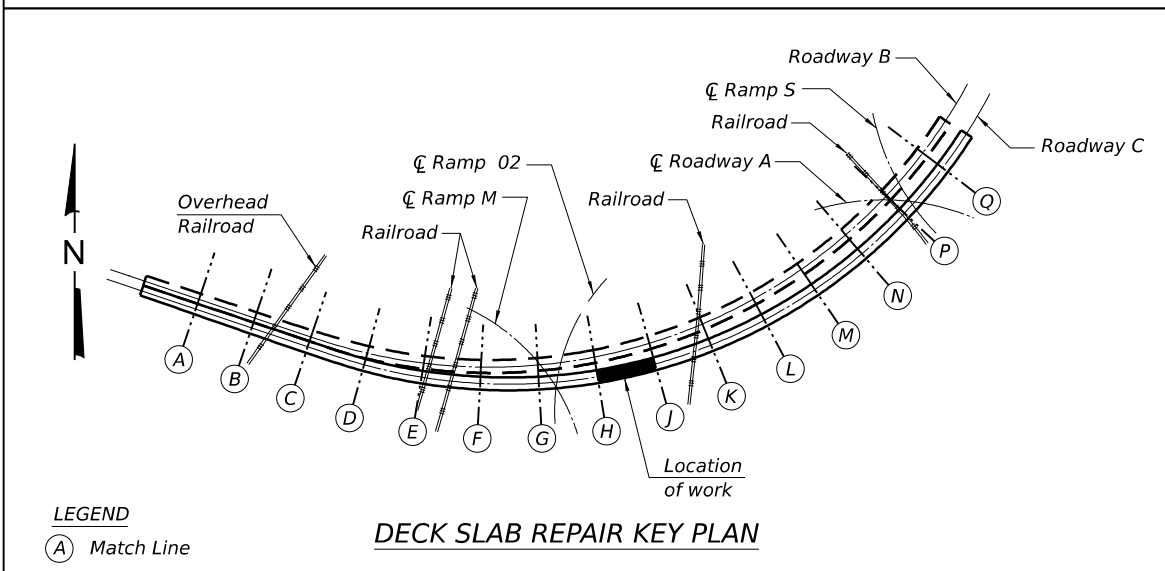 Roadway B
℄ Ramp S
Railroad
Roadway C
℄ Ramp 02
℄ Roadway A
℄ Ramp M
Railroad
Overhead
Railroad
Railroad
N
Q
P
N
M
L
K
J
H
G
F
E
D
C
B
A
Location
of work
LEGEND
A Match Line
DECK SLAB REPAIR KEY PLAN